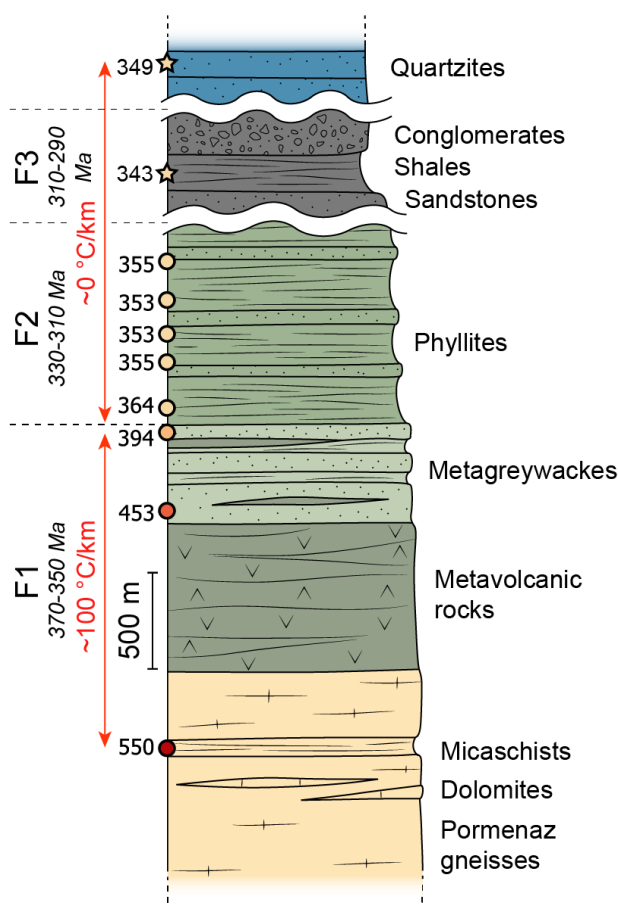 349
Quartzites
F3
310-290
Ma
Conglomerates
343
Shales
Sandstones
~0 °C/km
F2
330-310 Ma
355
353
353
355
364
Phyllites
394
453
Metagreywackes
F1
370-350 Ma
~100 °C/km
500 m
Metavolcanic
rocks
550
Micaschists
Dolomites
Pormenaz
gneisses